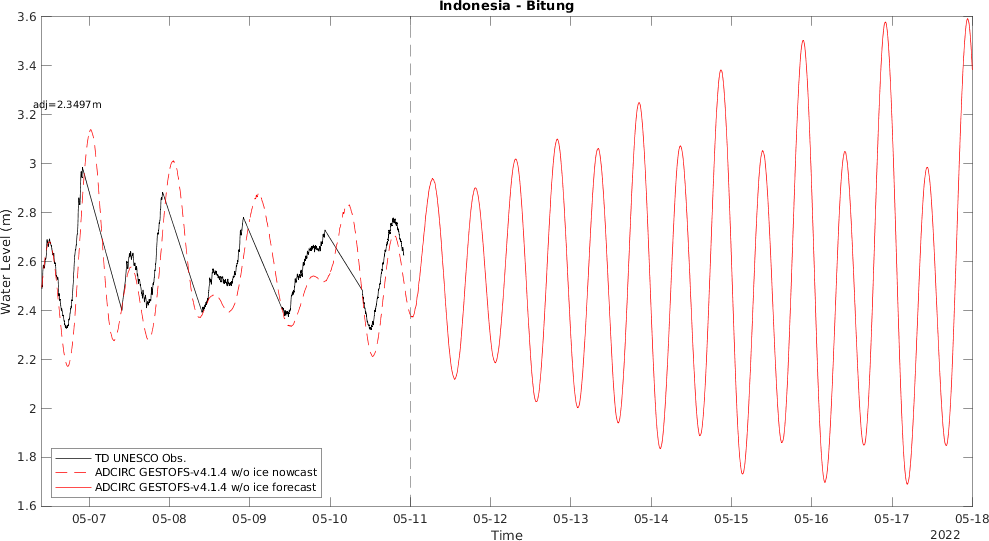 Indonesia - Bitung
3.6
3.4
adj=2.3497m
3.2
3
2.8
2.6
2.4
2.2
2
1.8
1.6
Water Level (m)
TD UNESCO Obs.
ADCIRC GESTOFS-v4.1.4 w/o ice nowcast
ADCIRC GESTOFS-v4.1.4 w/o ice forecast
05-07 05-08 05-09 05-10 05-11 05-12 05-13 05-14 05-15 05-16 05-17 05-18
Time
2022